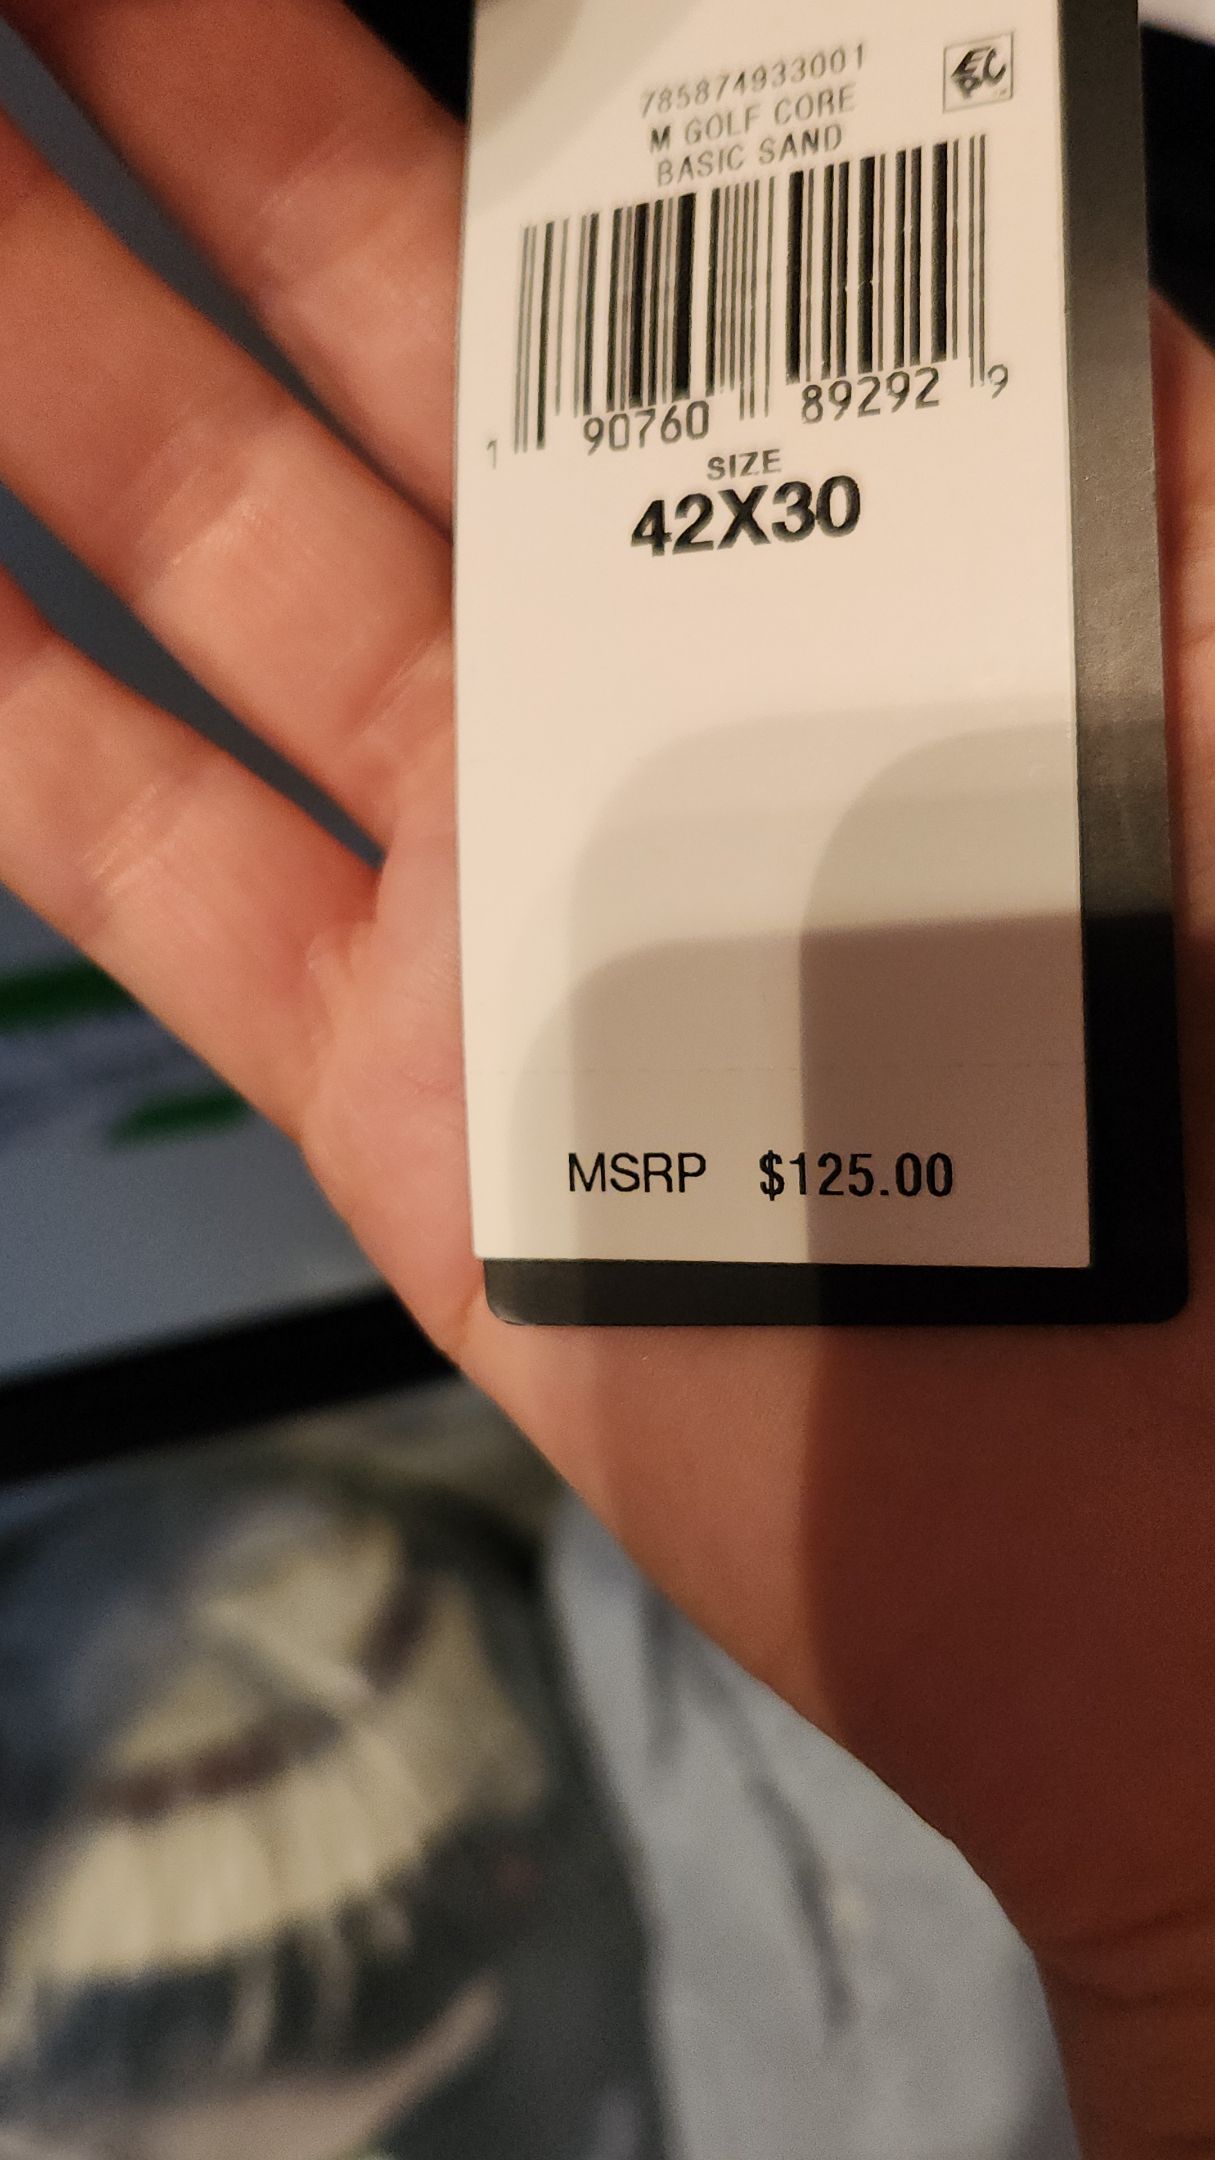 785874933001
M GOLF CORE
BASIC SAND
1 90760 89292 9
SIZE
42X30
MSRP $125.00